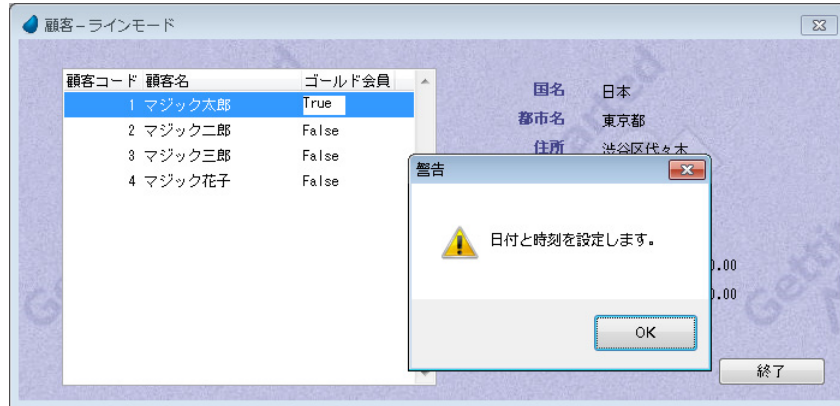 顧客－ラインモード
顧客コード 顧客名 ゴールド会員
1 マジック太郎 True
2 マジック二郎 False
3 マジック三郎 False
4 マジック花子 False
国名 日本
都市名 東京都
住所 渋谷区代々木
警告
日付と時刻を設定します。
OK
.00
.00
終了